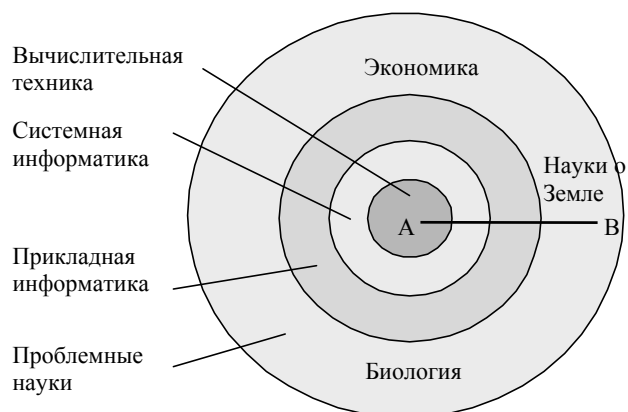 Вычислительная
техника
Системная
информатика
Прикладная
информатика
Проблемные
науки
Экономика
Науки о
Земле
A
B
Биология